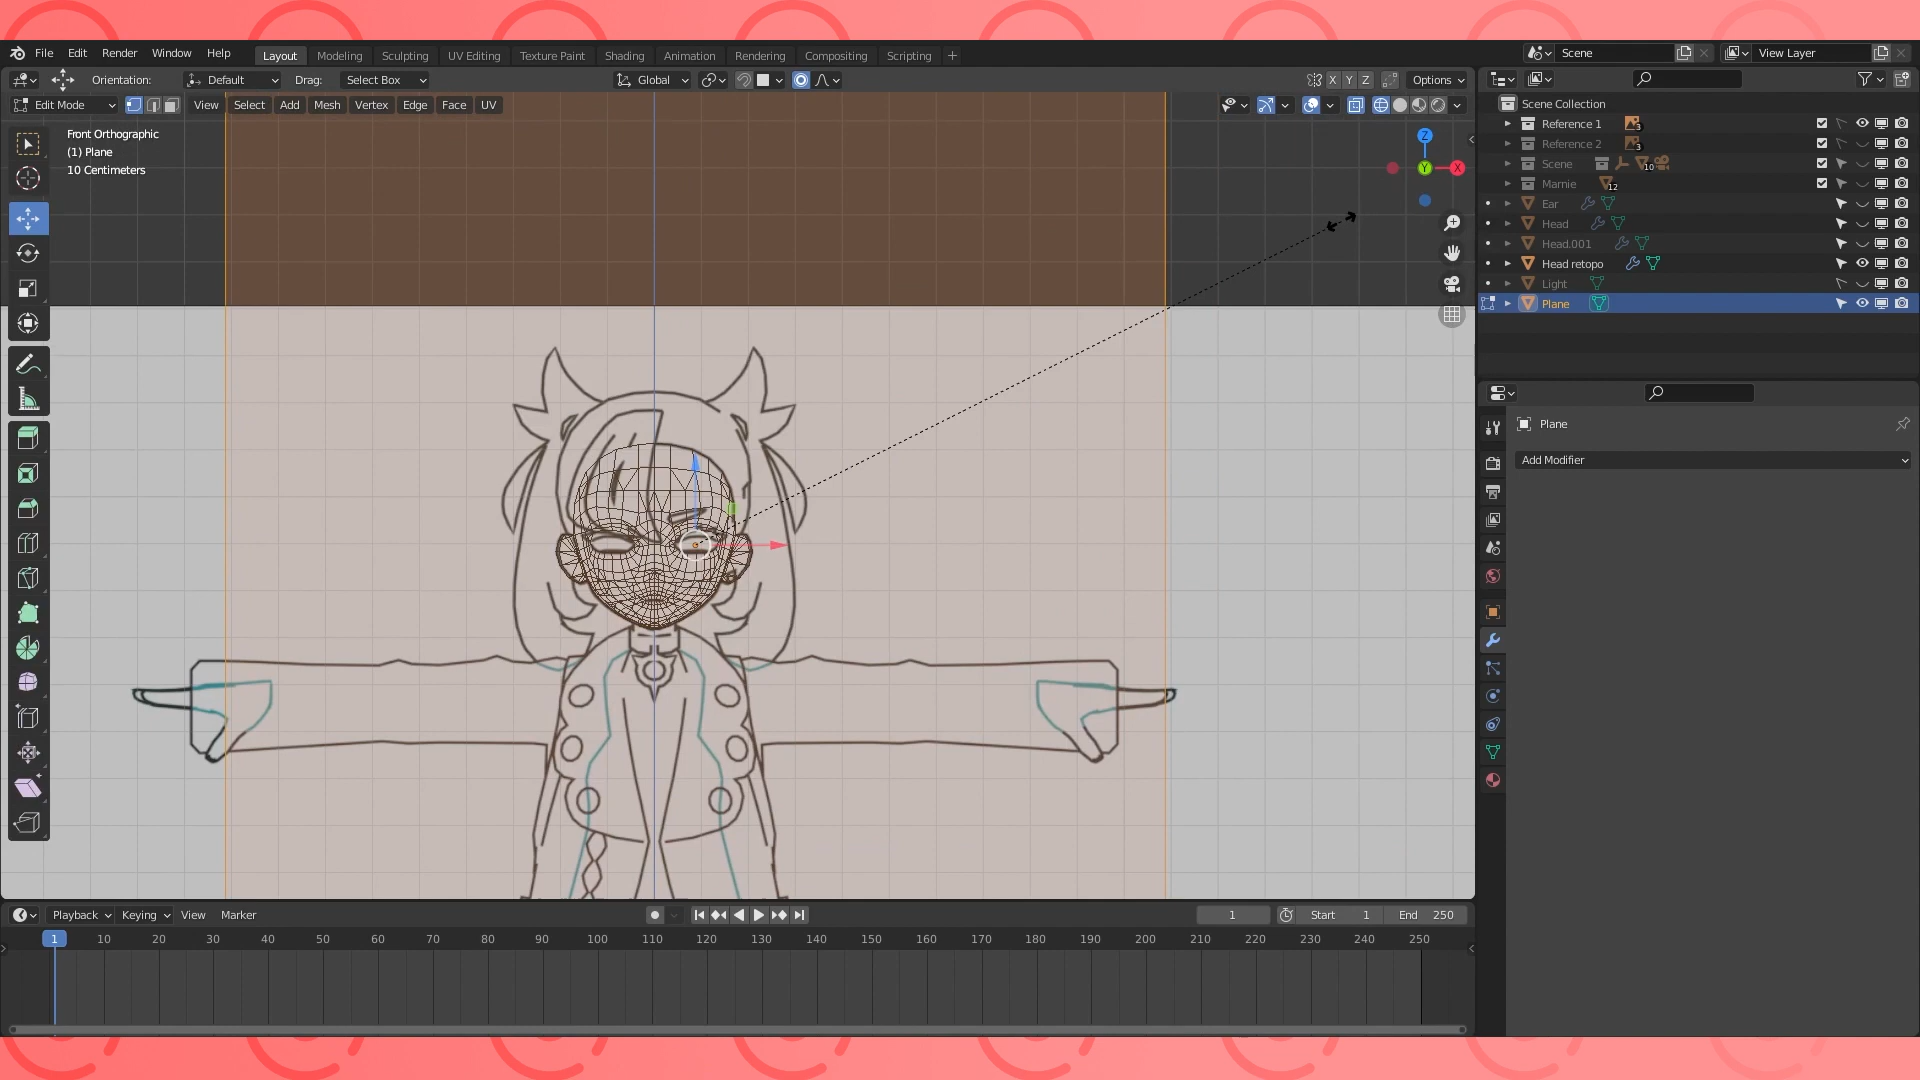 File Edit Render Window Help Layout Modeling Sculpting UV Editing Texture Paint Shading Animation Rendering Compositing Scripting + Scene View Layer
Orientation: Default Drag: Select Box Global X Y Z Options
Edit Mode View Select Add Mesh Vertex Edge Face UV
Front Orthographic
(1) Plane
10 Centimeters
Z
Y
X
Scene Collection
Reference 1 3
Reference 2 3
Scene 10
Marnie 12
Ear
Head
Head.001
Head retopo
Light
Plane
Plane
Add Modifier
Playback Keying View Marker 1 Start 1 End 250
1 10 20 30 40 50 60 70 80 90 100 110 120 130 140 150 160 170 180 190 200 210 220 230 240 250